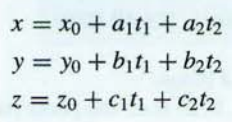 x = x₀ + a₁t₁ + a₂t₂
y = y₀ + b₁t₁ + b₂t₂
z = z₀ + c₁t₁ + c₂t₂